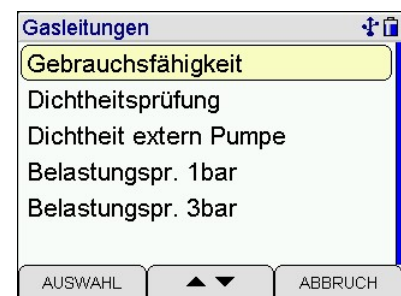 Gasleitungen
Gebrauchsfähigkeit
Dichtheitsprüfung
Dichtheit extern Pumpe
Belastungspr. 1bar
Belastungspr. 3bar
AUSWAHL ▲ ▼ ABBRUCH